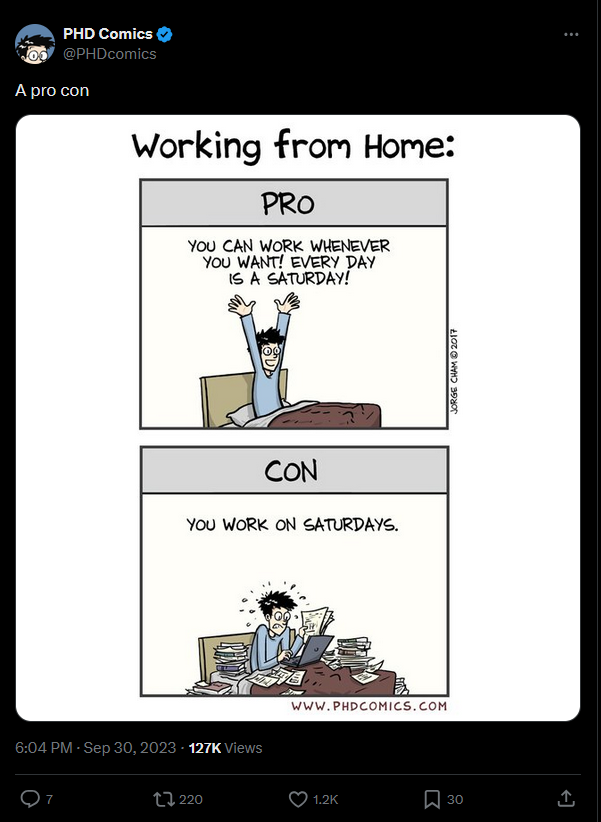 PHD Comics
@PHDcomics
A pro con
Working from Home:
PRO
YOU CAN WORK WHENEVER
YOU WANT! EVERY DAY
IS A SATURDAY!
JORGE CHAM © 2017
CON
YOU WORK ON SATURDAYS.
WWW.PHDCOMICS.COM
6:04 PM · Sep 30, 2023 · 127K Views
7 220 1.2K 30